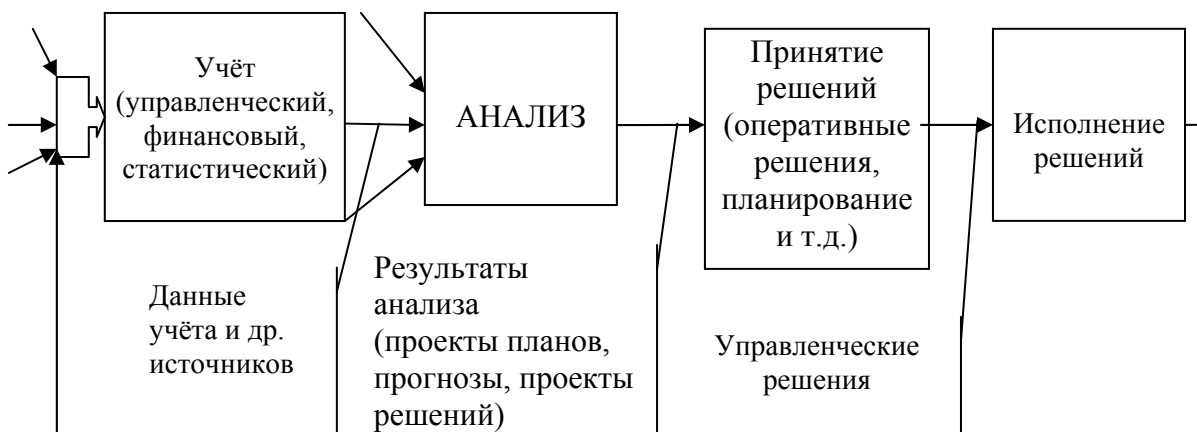 Учёт
(управленческий,
финансовый,
статистический)
АНАЛИЗ
Принятие
решений
(оперативные
решения,
планирование
и т.д.)
Исполнение
решений
Данные
учёта и др.
источников
Результаты
анализа
(проекты планов,
прогнозы, проекты
решений)
Управленческие
решения